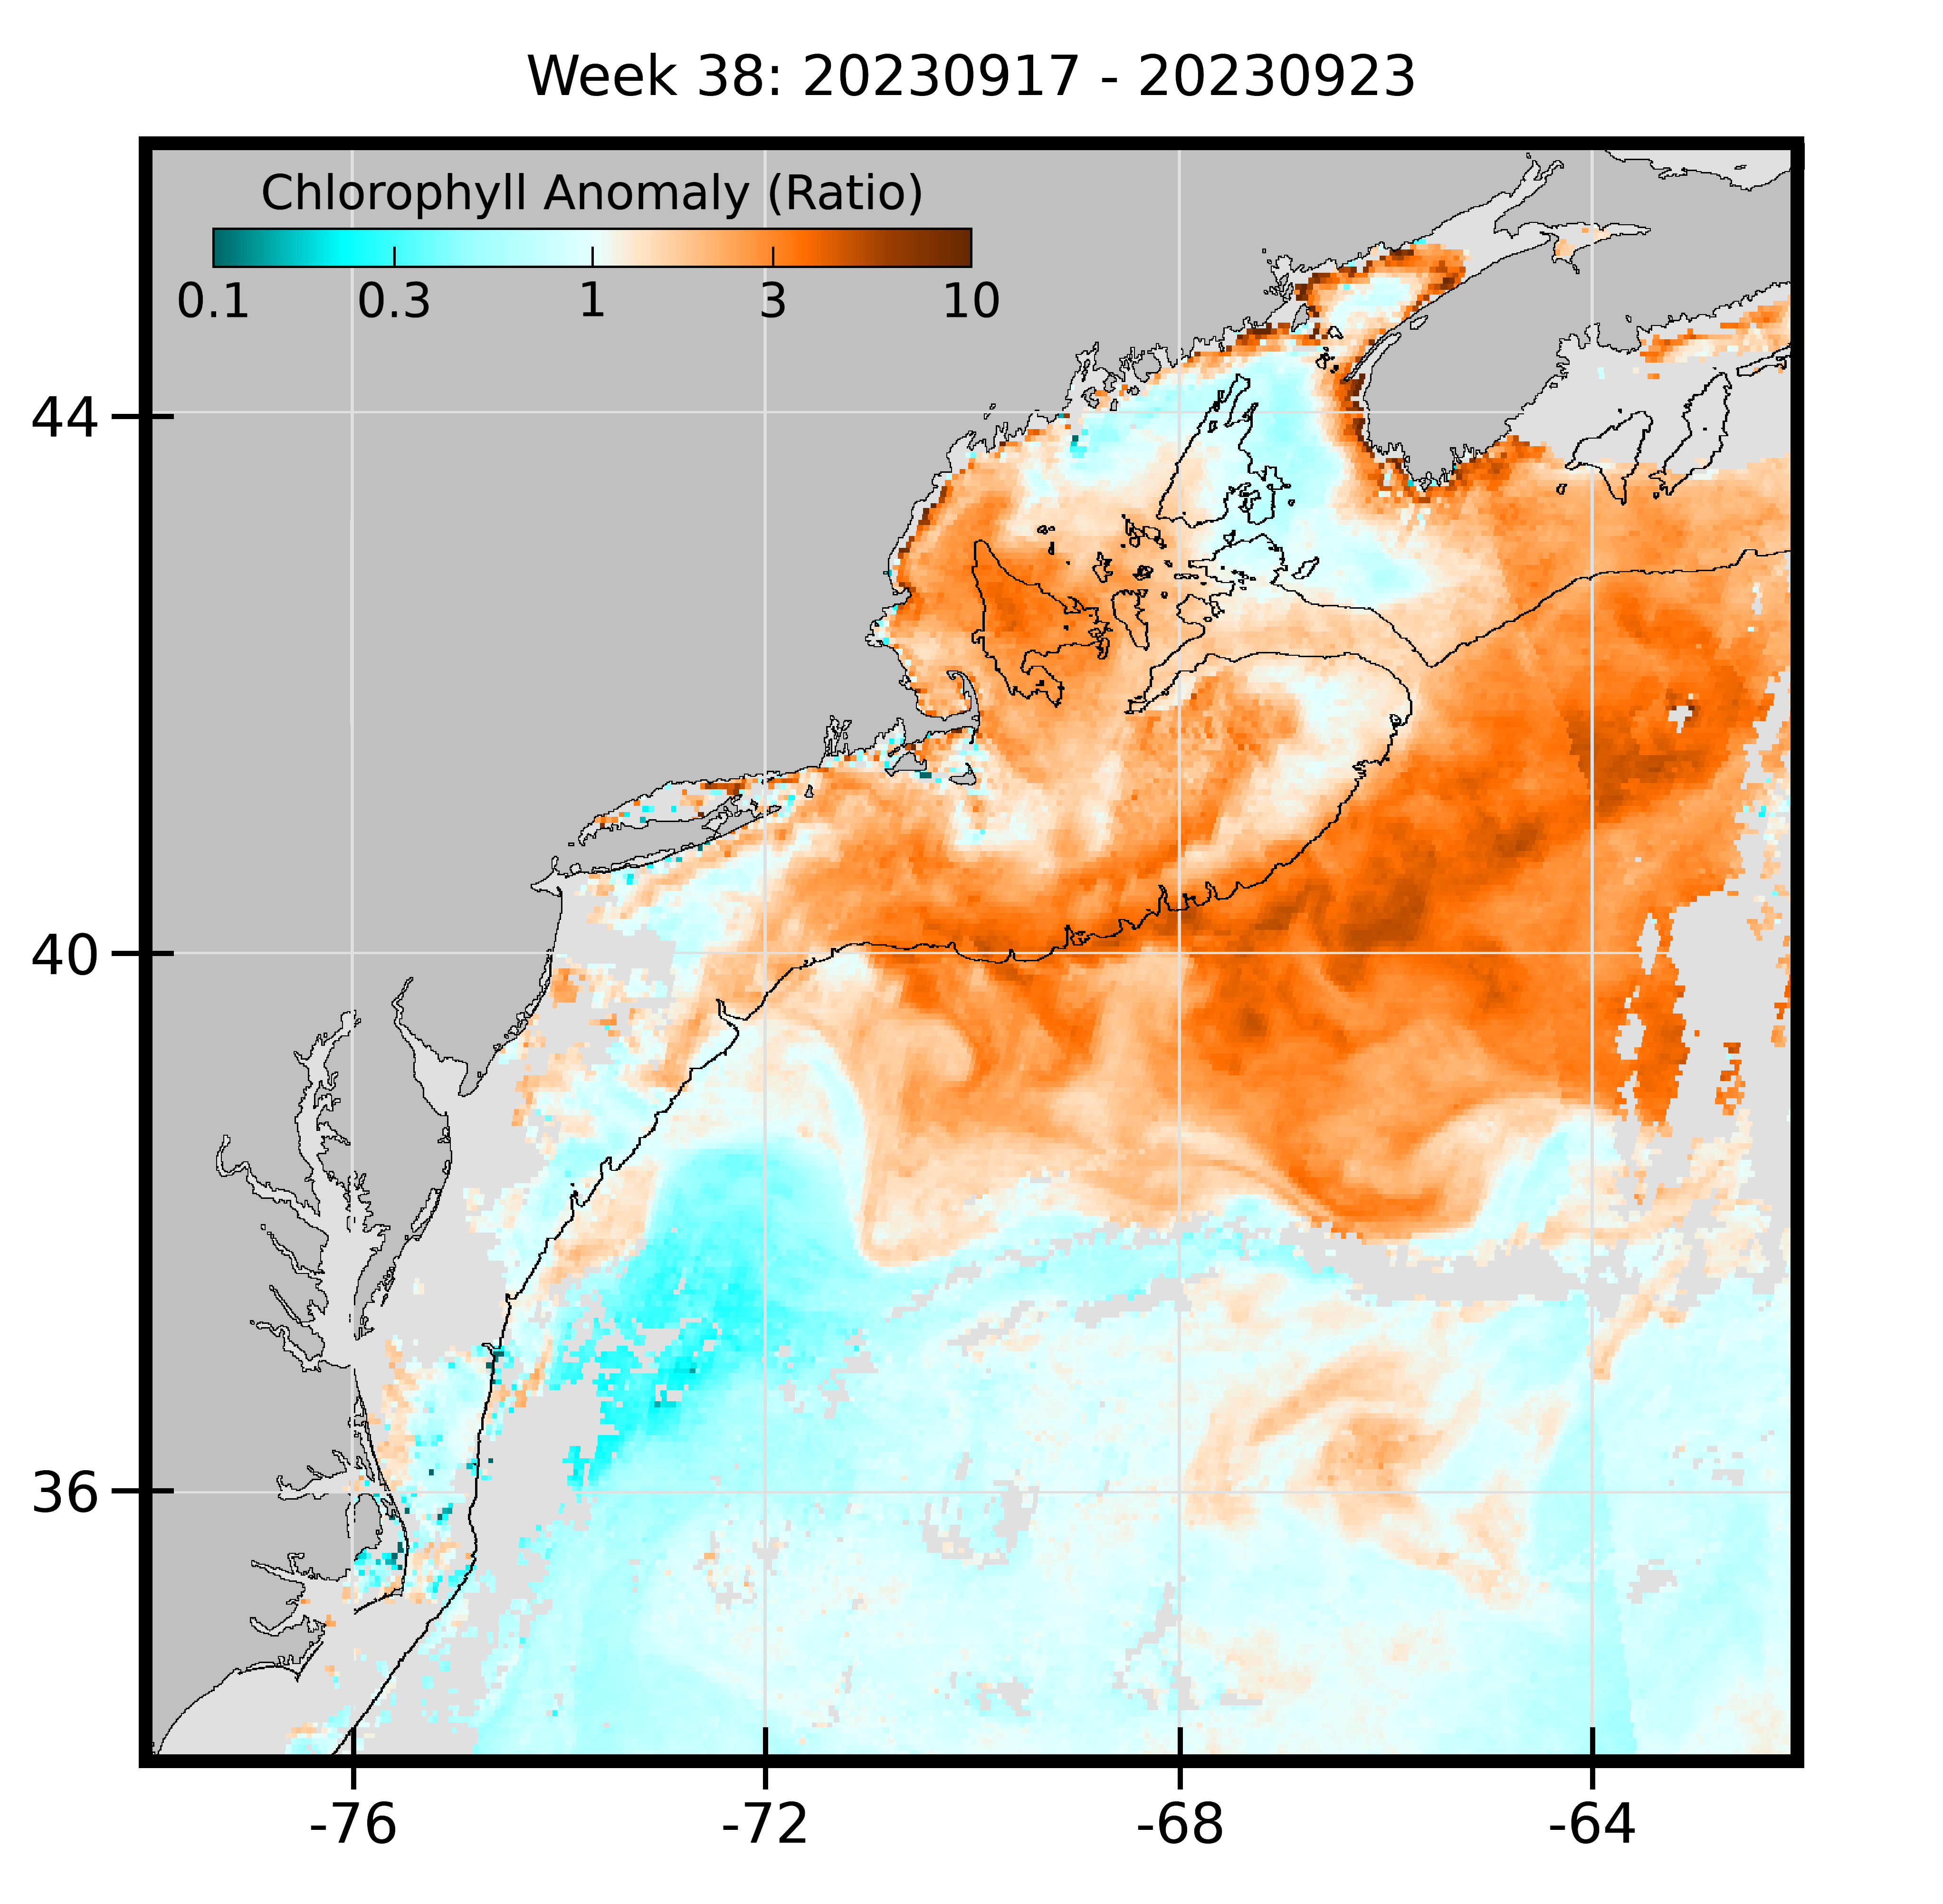 Week 38: 20230917 - 20230923
Chlorophyll Anomaly (Ratio)
0.1 0.3 1 3 10
44
40
36
-76 -72 -68 -64